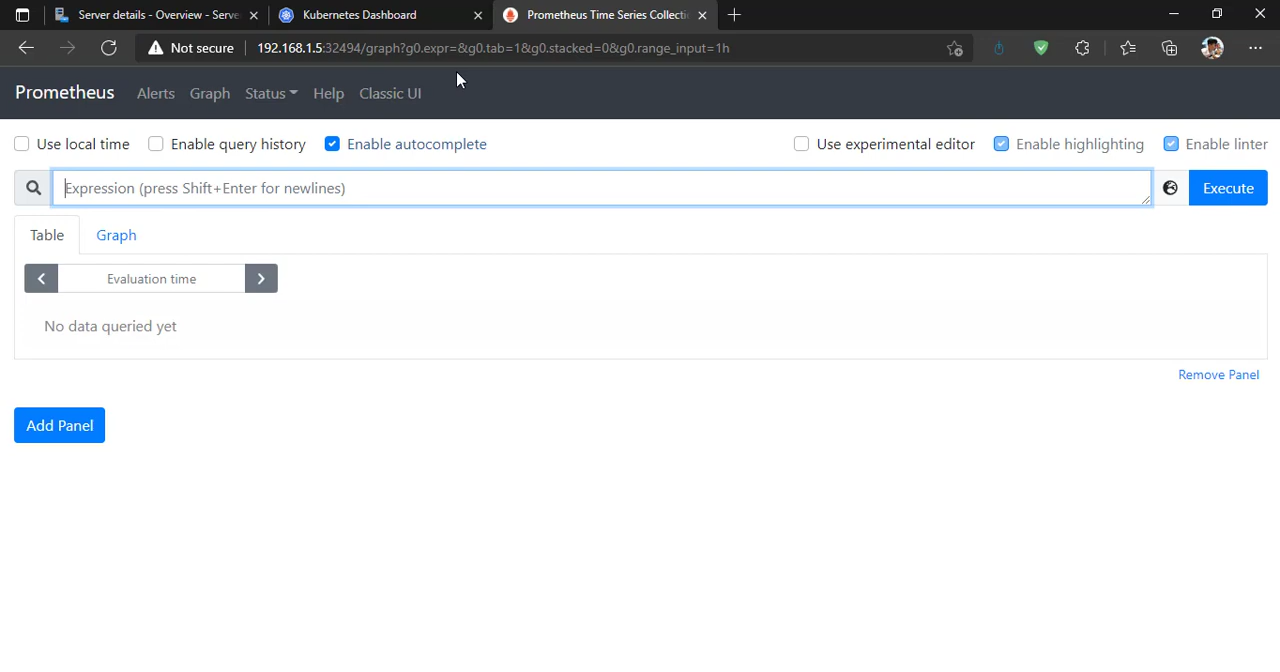 Server details - Overview - Serve
Kubernetes Dashboard
Prometheus Time Series Collecti
Not secure 192.168.1.5:32494/graph?g0.expr=&g0.tab=1&g0.stacked=0&g0.range_input=1h
Prometheus Alerts Graph Status Help Classic UI
Use local time Enable query history Enable autocomplete Use experimental editor Enable highlighting Enable linter
Expression (press Shift+Enter for newlines) Execute
Table Graph
Evaluation time
No data queried yet
Remove Panel
Add Panel